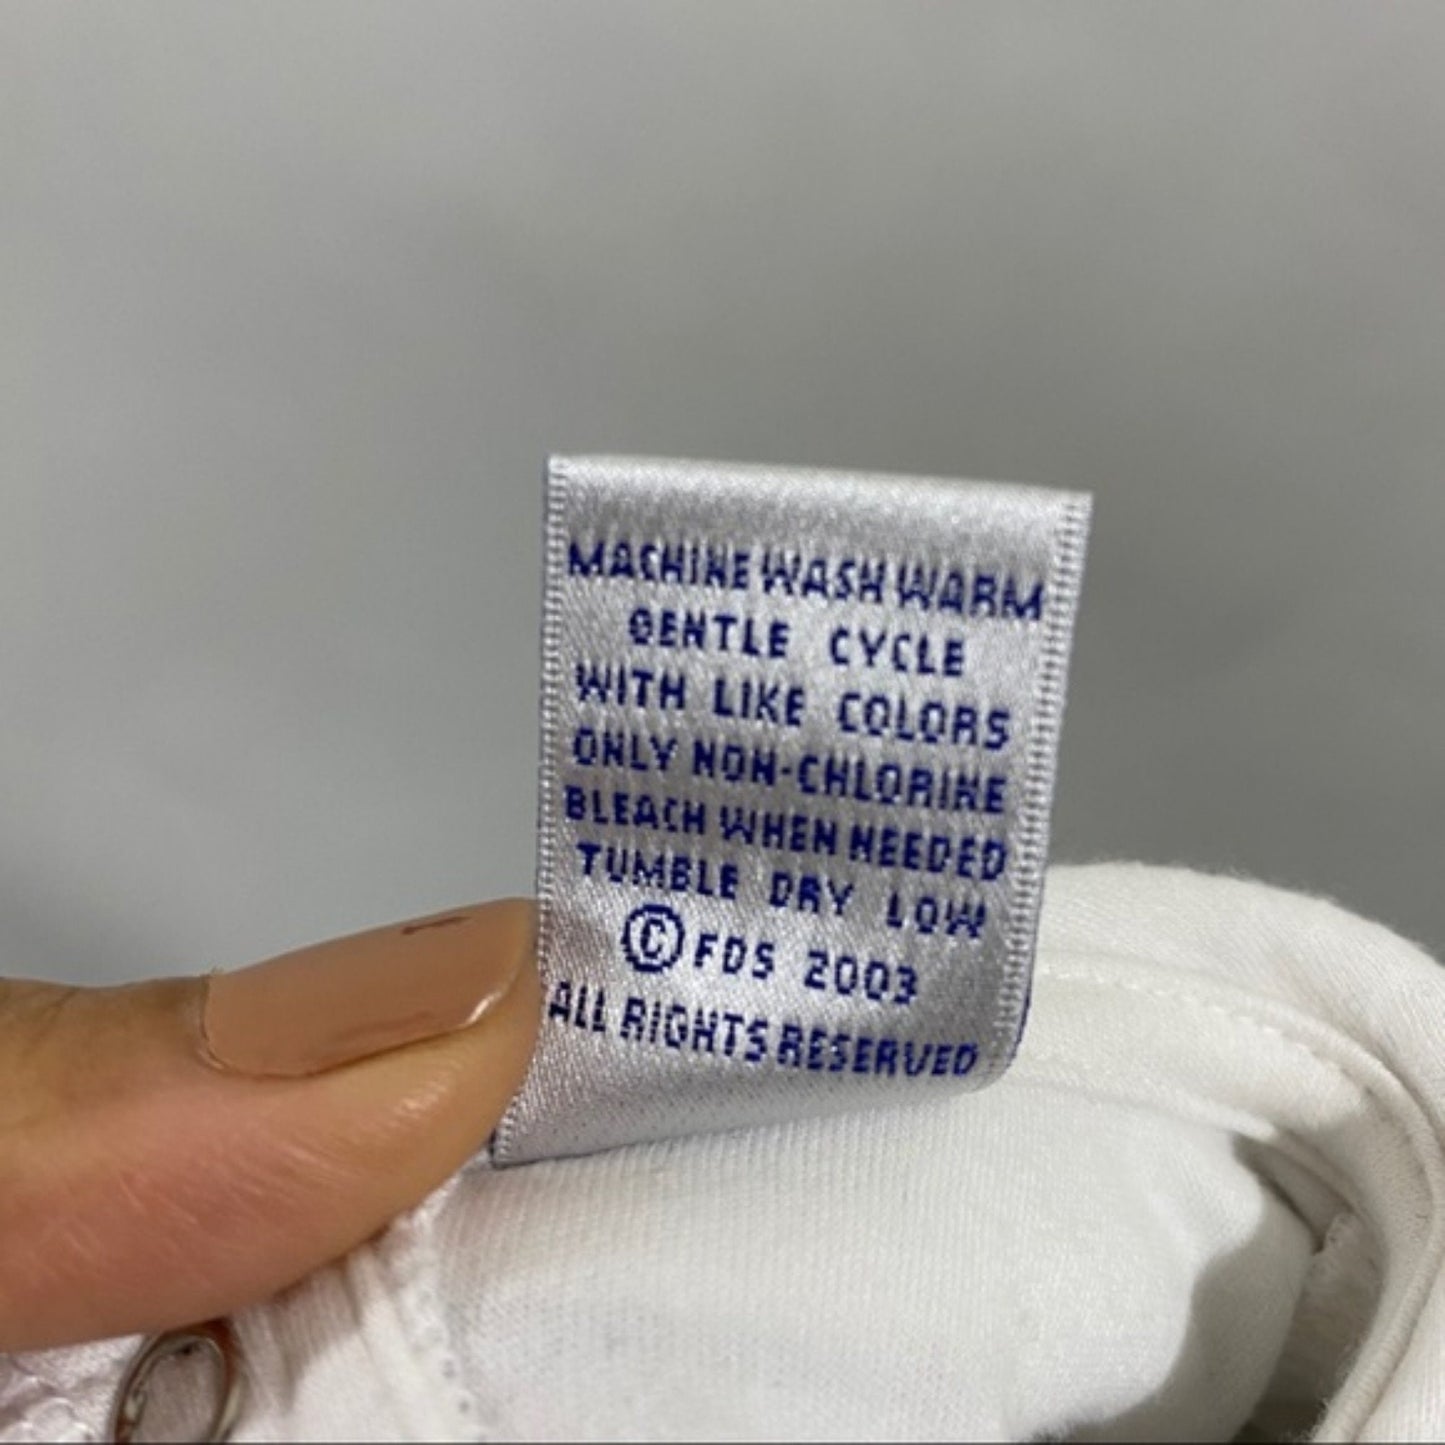 MACHINE WASH WARM
GENTLE CYCLE
WITH LIKE COLORS
ONLY NON-CHLORINE
BLEACH WHEN NEEDED
TUMBLE DRY LOW
© FDS 2003
ALL RIGHTS RESERVED